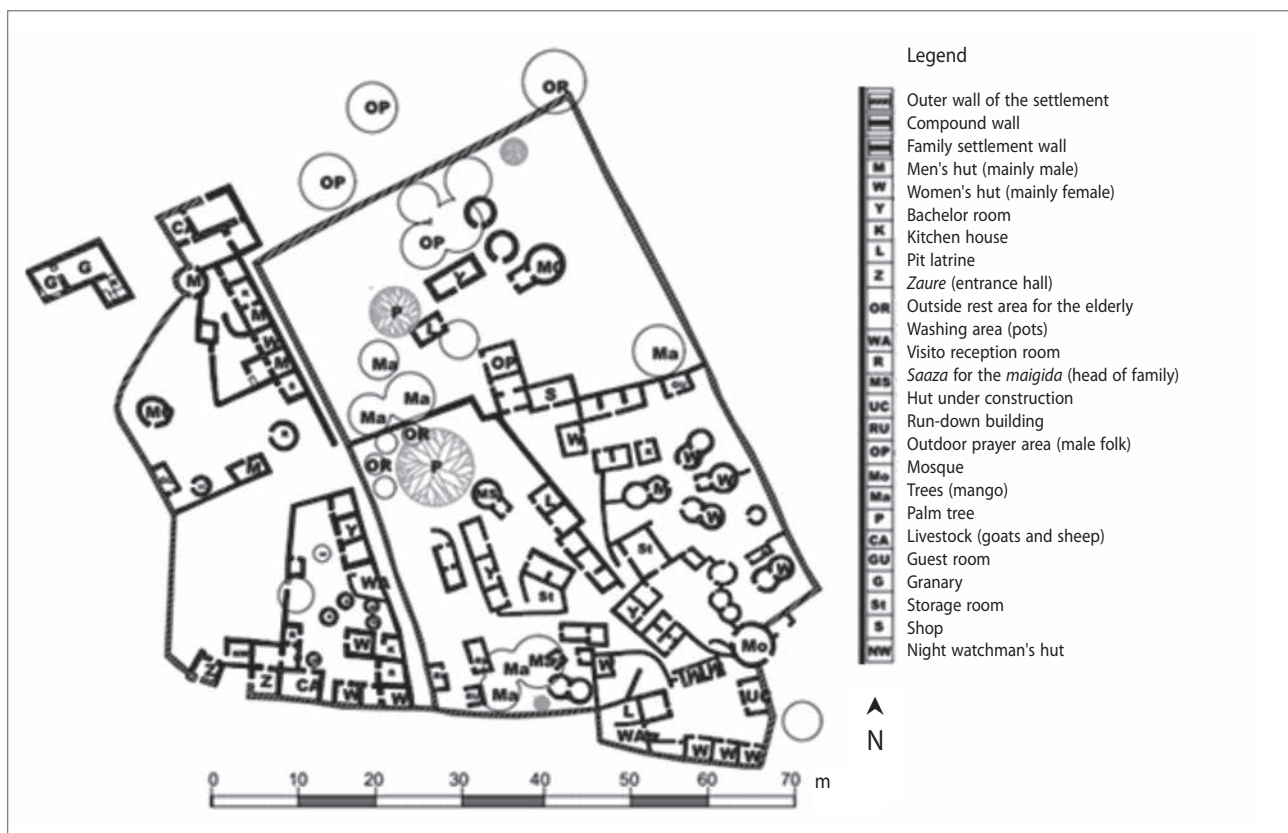 OR
OP
OP
CA
OP
G
G
M
MO
M
P
W
Ma
OP
Ma
M
Ma
S
Ma
MO
OR
W
OR
P
W
W
MS
M
L
W
Y
St
WA
W
Y
St
Y
W
Mo
Z
Z
CA
W
W
Ma
MS
Ma
W
UC
L
WA
W
W
W
0 10 20 30 40 50 60 70 m
Legend
Outer wall of the settlement
Compound wall
Family settlement wall
M Men's hut (mainly male)
W Women's hut (mainly female)
Y Bachelor room
K Kitchen house
L Pit latrine
Z Zaure (entrance hall)
OR Outside rest area for the elderly
WA Washing area (pots)
R Visito reception room
MS Saaza for the maigida (head of family)
UC Hut under construction
RU Run-down building
OP Outdoor prayer area (male folk)
Mo Mosque
Ma Trees (mango)
P Palm tree
CA Livestock (goats and sheep)
GU Guest room
G Granary
St Storage room
S Shop
NW Night watchman's hut
N